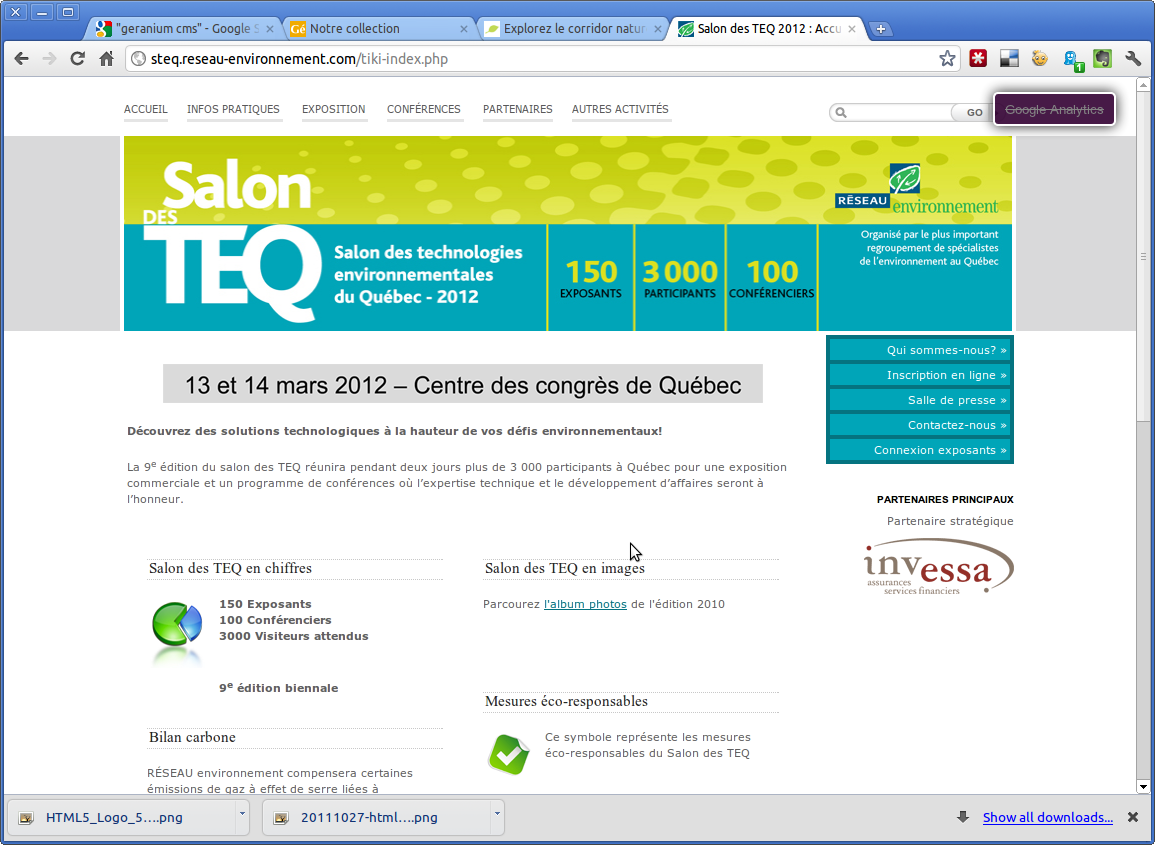 "geranium cms" - Google S
Notre collection
Explorez le corridor natur
Salon des TEQ 2012 : Accu
steq.reseau-environnement.com/tiki-index.php
1
ACCUEIL INFOS PRATIQUES EXPOSITION CONFÉRENCES PARTENAIRES AUTRES ACTIVITÉS
GO
Google Analytics
Salon
DES
TEQ
Salon des technologies
environnementales
du Québec - 2012
150
EXPOSANTS
3 000
PARTICIPANTS
100
CONFÉRENCIERS
RÉSEAU environnement
Organisé par le plus important
regroupement de spécialistes
de l'environnement au Québec
Qui sommes-nous? »
Inscription en ligne »
Salle de presse »
Contactez-nous »
Connexion exposants »
13 et 14 mars 2012 – Centre des congrès de Québec
Découvrez des solutions technologiques à la hauteur de vos défis environnementaux!
La 9e édition du salon des TEQ réunira pendant deux jours plus de 3 000 participants à Québec pour une exposition
commerciale et un programme de conférences où l'expertise technique et le développement d'affaires seront à
l'honneur.
PARTENAIRES PRINCIPAUX
Partenaire stratégique
invessa
assurances
services financiers
Salon des TEQ en chiffres
150 Exposants
100 Conférenciers
3000 Visiteurs attendus
9e édition biennale
Bilan carbone
RÉSEAU environnement compensera certaines
émissions de gaz à effet de serre liées à
Salon des TEQ en images
Parcourez l'album photos de l'édition 2010
Mesures éco-responsables
Ce symbole représente les mesures
éco-responsables du Salon des TEQ
HTML5_Logo_5....png
20111027-html....png
Show all downloads...